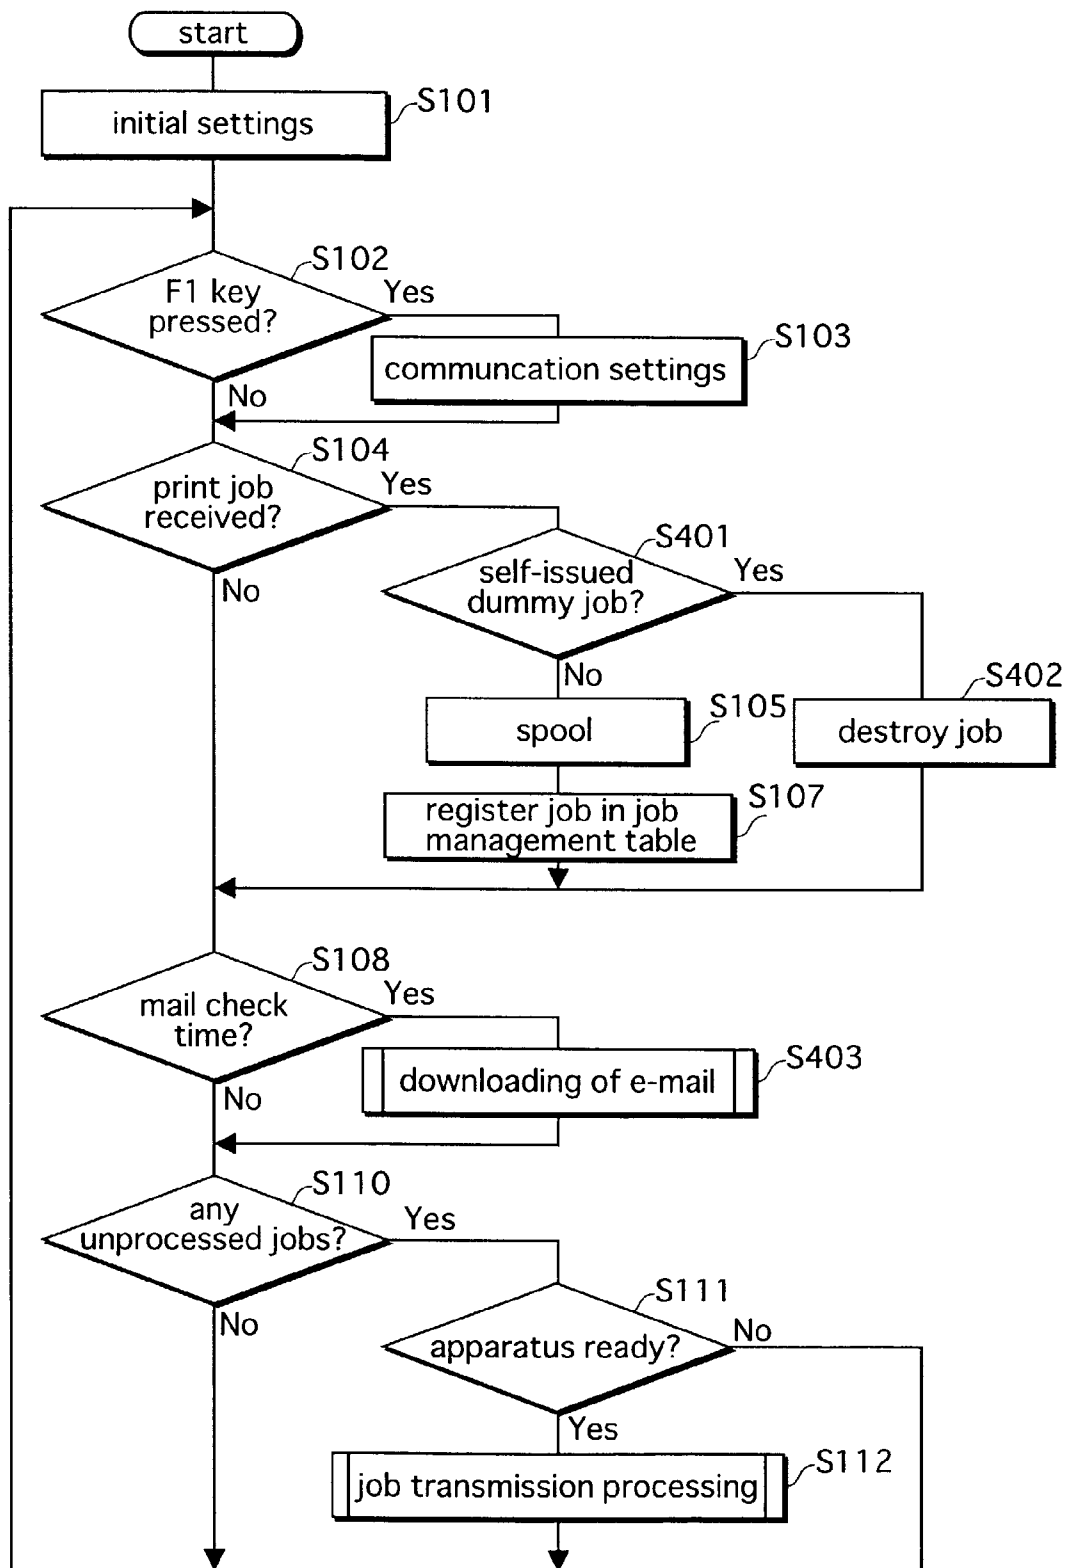 start
S101
initial settings
S102
F1 key
pressed?
Yes
S103
communcation settings
No
S104
print job
received?
Yes
S401
self-issued
dummy job?
Yes
No
No
S402
S105
spool
destroy job
S107
register job in job
management table
S108
mail check
time?
Yes
S403
downloading of e-mail
No
S110
any
unprocessed jobs?
Yes
S111
apparatus ready?
No
No
Yes
S112
job transmission processing